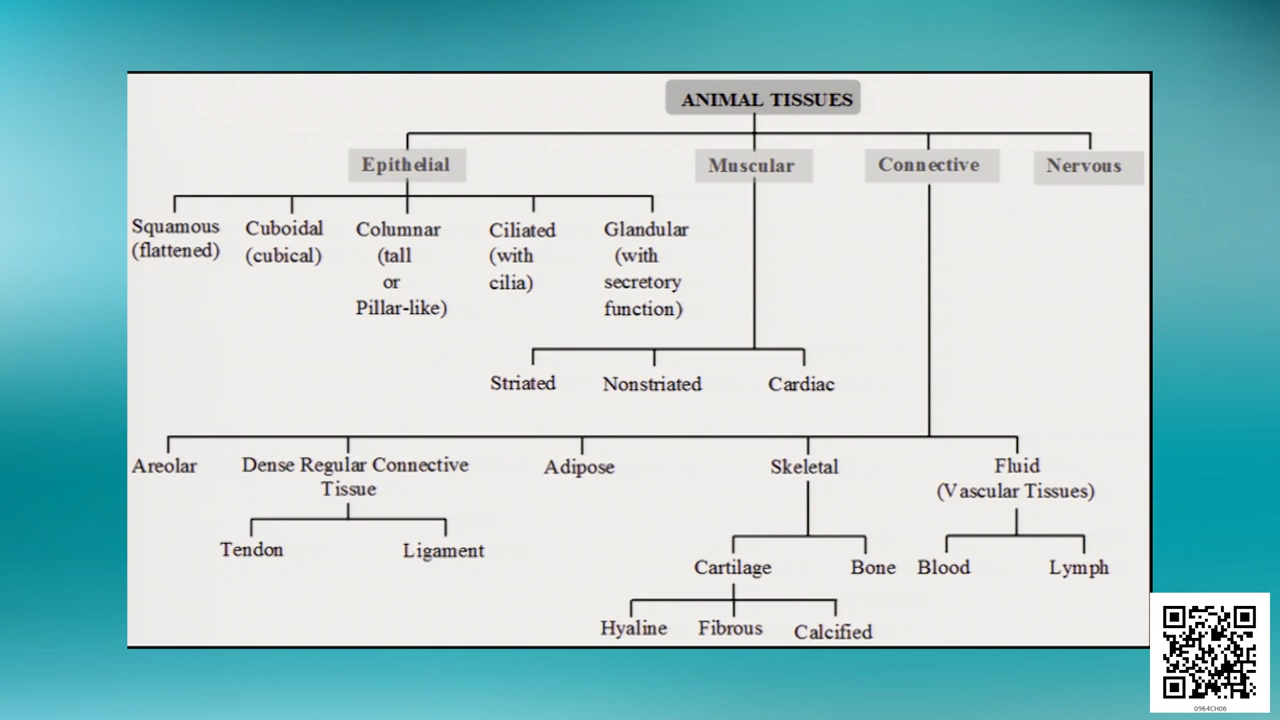 ANIMAL TISSUES
Epithelial Muscular Connective Nervous
Squamous Cuboidal Columnar Ciliated Glandular
(flattened) (cubical) (tall (with (with
or cilia) secretory
Pillar-like) function)
Striated Nonstriated Cardiac
Areolar Dense Regular Connective Adipose Skeletal Fluid
Tissue (Vascular Tissues)
Tendon Ligament
Cartilage Bone Blood Lymph
Hyaline Fibrous Calcified
0964CH06